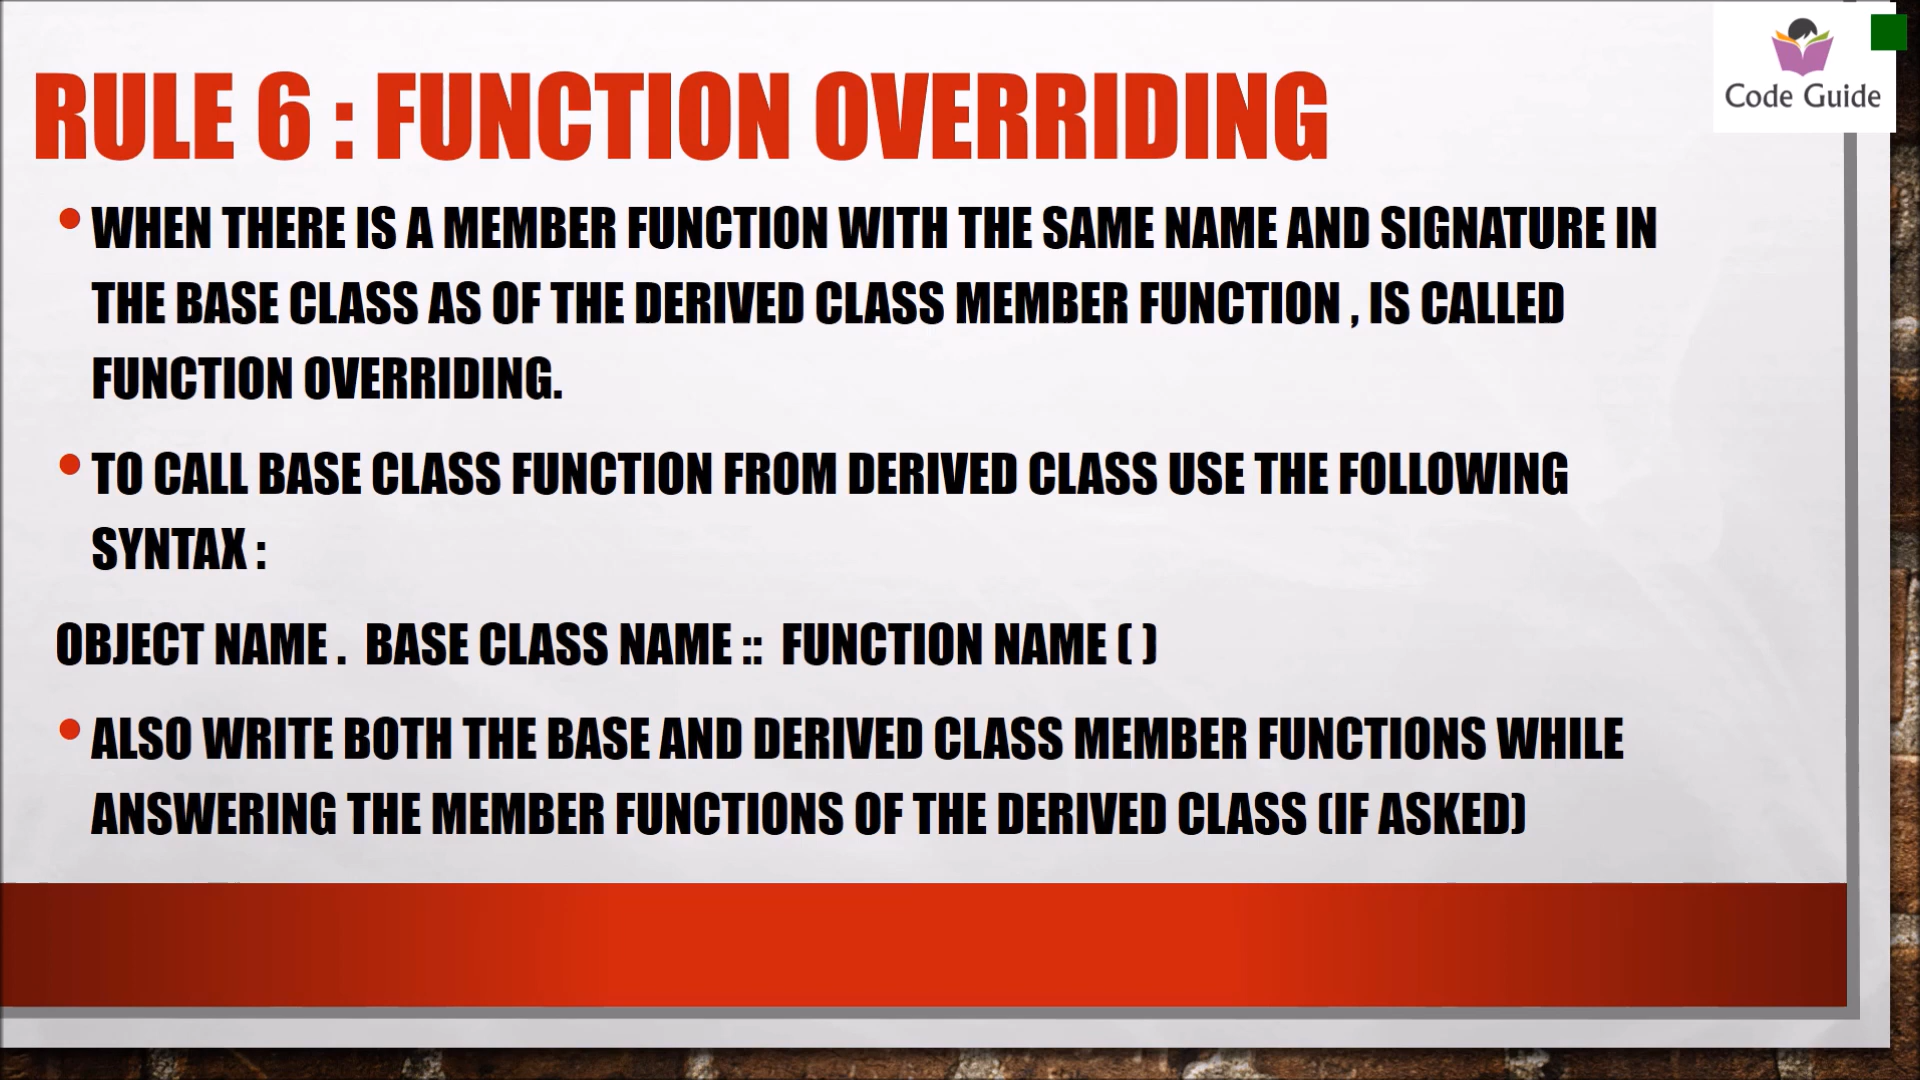 Code Guide
RULE 6 : FUNCTION OVERRIDING
• WHEN THERE IS A MEMBER FUNCTION WITH THE SAME NAME AND SIGNATURE IN
THE BASE CLASS AS OF THE DERIVED CLASS MEMBER FUNCTION , IS CALLED
FUNCTION OVERRIDING.
• TO CALL BASE CLASS FUNCTION FROM DERIVED CLASS USE THE FOLLOWING
SYNTAX :
OBJECT NAME . BASE CLASS NAME :: FUNCTION NAME ( )
• ALSO WRITE BOTH THE BASE AND DERIVED CLASS MEMBER FUNCTIONS WHILE
ANSWERING THE MEMBER FUNCTIONS OF THE DERIVED CLASS (IF ASKED)